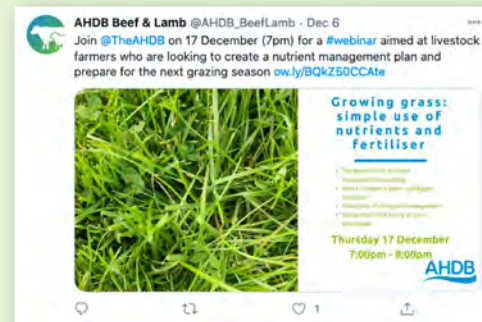 AHDB Beef & Lamb @AHDB_BeefLamb · Dec 6
Join @TheAHDB on 17 December (7pm) for a #webinar aimed at livestock
farmers who are looking to create a nutrient management plan and
prepare for the next grazing season ow.ly/BQkZ50CCAte
Growing grass:
simple use of
nutrients and
fertiliser
Thursday 17 December
7:00pm - 8:00pm
AHDB
1